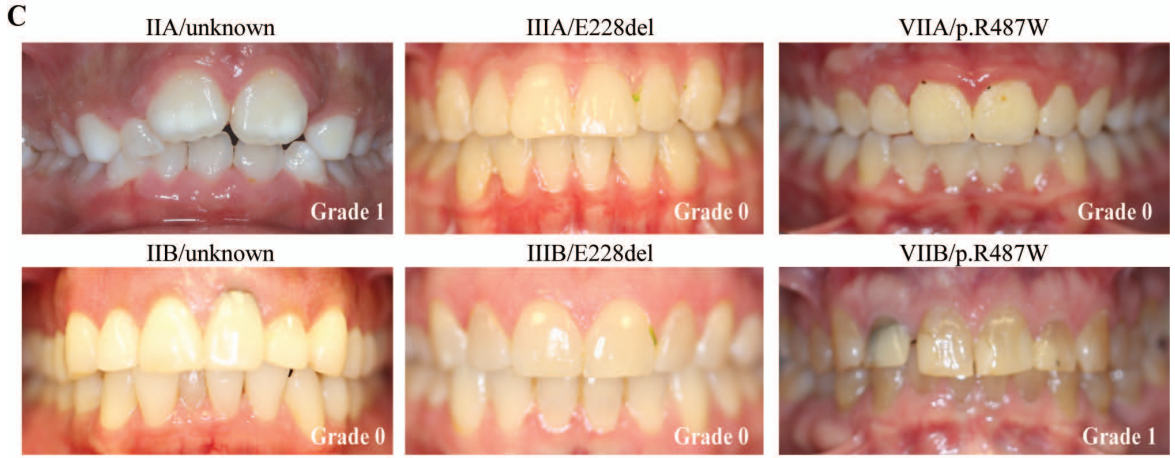 C
IIA/unknown
IIIA/E228del
VIIA/p.R487W
Grade 1
Grade 0
Grade 0
IIB/unknown
IIIB/E228del
VIIB/p.R487W
Grade 0
Grade 0
Grade 1